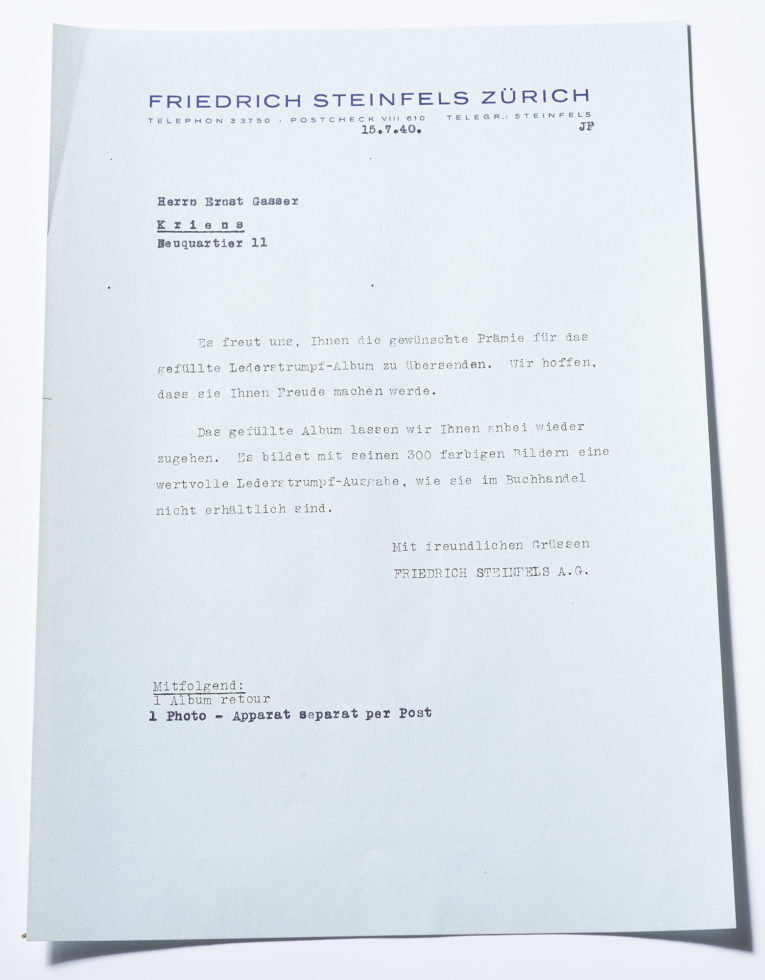 FRIEDRICH STEINFELS ZÜRICH
TELEPHON 33750 · POSTCHECK VIII 610 TELEGR.: STEINFELS
15.7.40. JF
Herrn Ernst Gasser
K r i e n s
Neuquartier 11
Es freut uns, Ihnen die gewünschte Prämie für das
gefüllte Lederstrumpf-Album zu übersenden. Wir hoffen,
dass sie Ihnen Freude machen werde.
Das gefüllte Album lassen wir Ihnen anbei wieder
zugehen. Es bildet mit seinen 300 farbigen Bildern eine
wertvolle Lederstrumpf-Ausgabe, wie sie im Buchhandel
nicht erhältlich sind.
Mit freundlichen Grüssen
FRIEDRICH STEINFELS A.G.
Mitfolgend:
1 Album retour
1 Photo - Apparat separat per Post